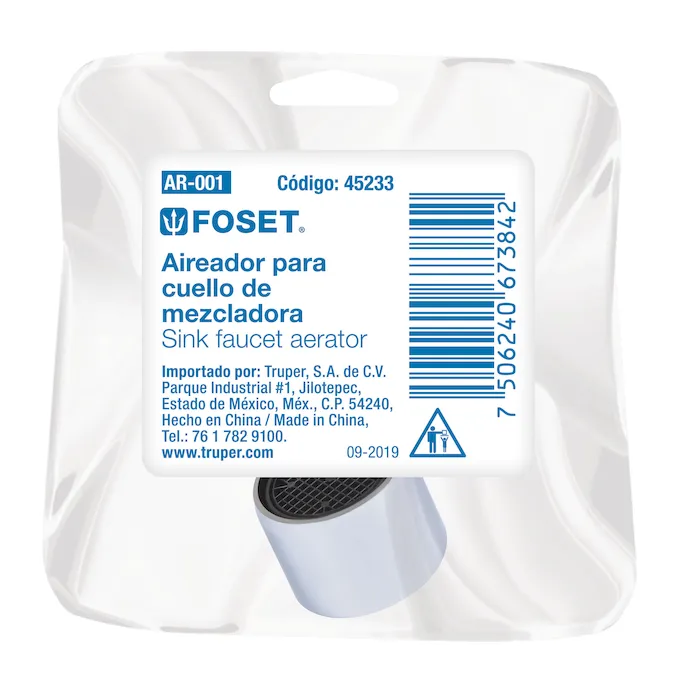 AR-001 Código: 45233
FOSET®
Aireador para
cuello de
mezcladora
Sink faucet aerator
Importado por: Truper, S.A. de C.V.
Parque Industrial #1, Jilotepec,
Estado de México, Méx., C.P. 54240,
Hecho en China / Made in China,
Tel.: 76 1 782 9100.
www.truper.com 09-2019
7 506240 673842